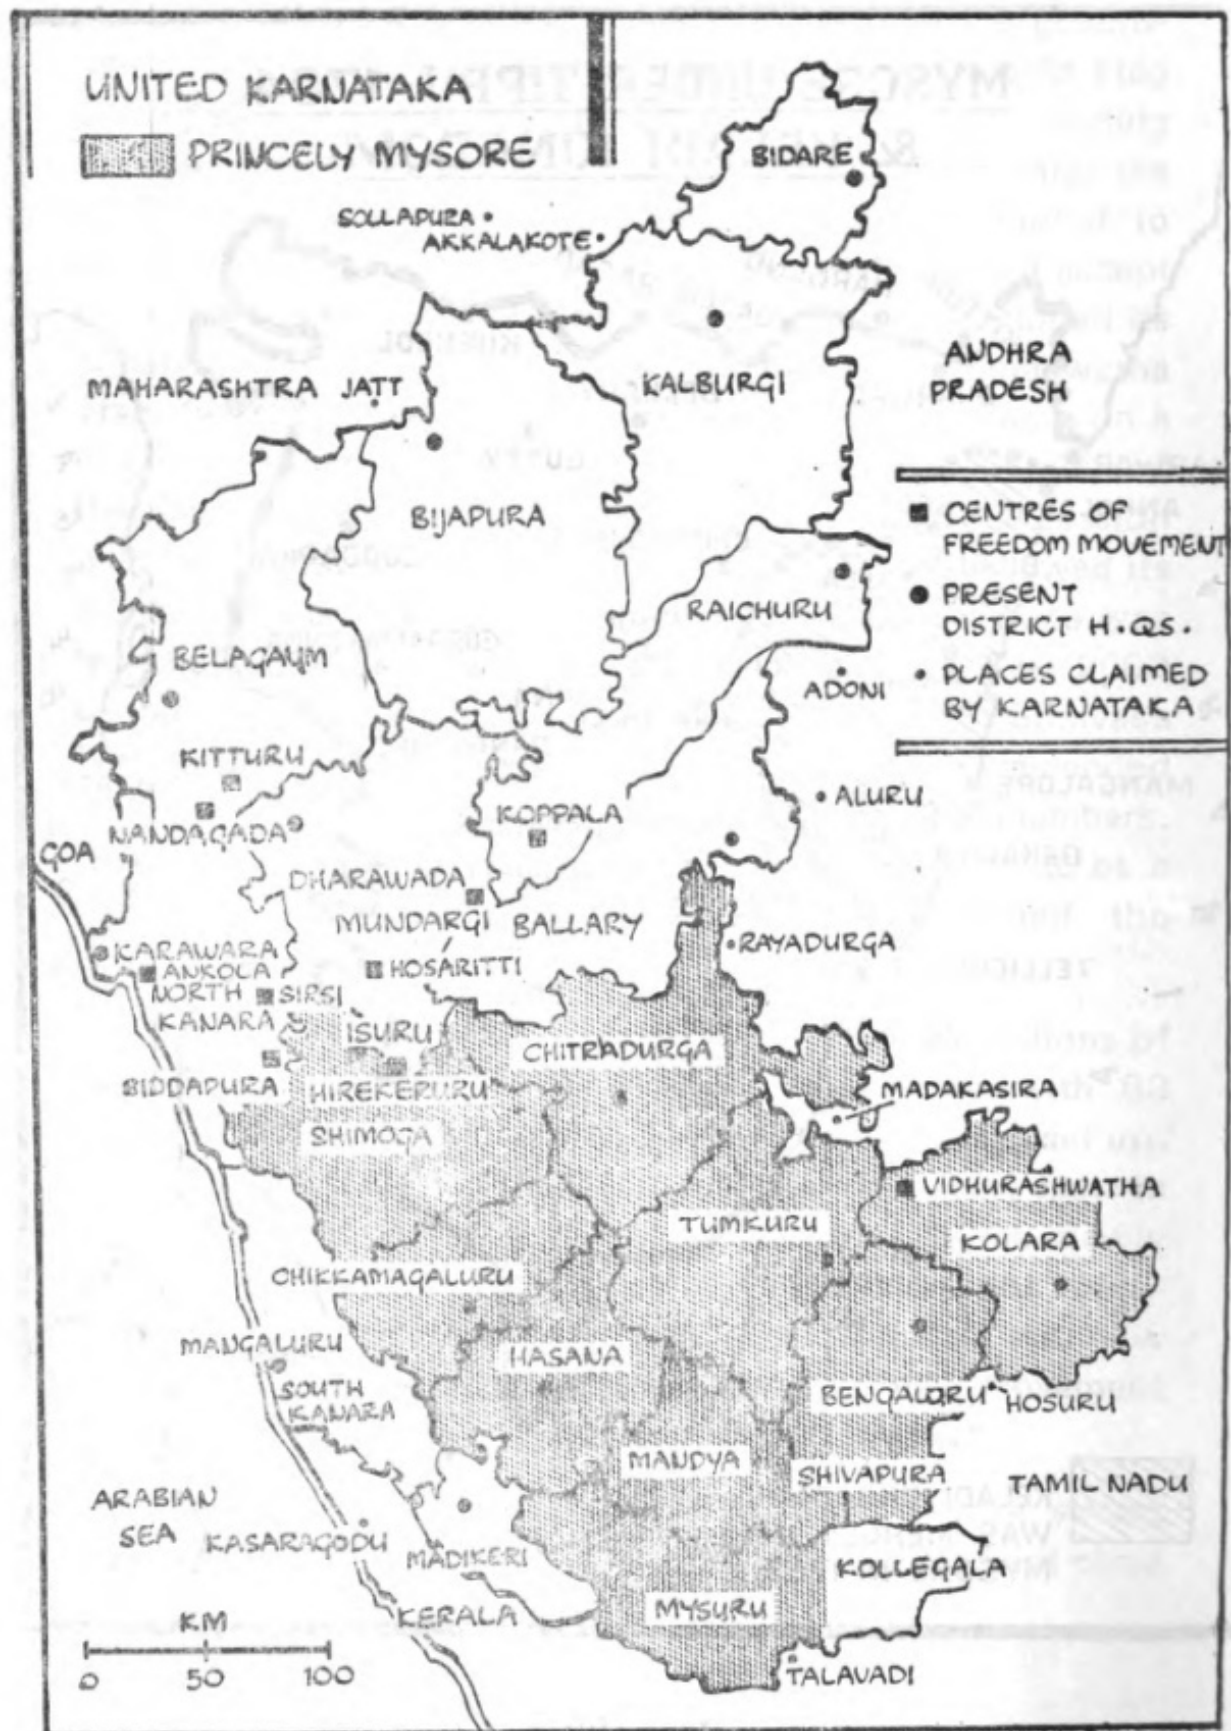 UNITED KARNATAKA
PRINCELY MYSORE
BIDARE
SOLLAPURA
AKKALAKOTE
MAHARASHTRA JATT
KALBURGI
ANDHRA
PRADESH
BIJAPURA
CENTRES OF
FREEDOM MOVEMENT
PRESENT
DISTRICT H.QS.
PLACES CLAIMED
BY KARNATAKA
RAICHURU
BELAGAUM
ADONI
KITTURU
NANDAGADA
KOPPALA
ALURU
GOA
DHARAWADA
MUNDARGI
BALLARY
RAYADURGA
KARAWARA
ANKOLA
HOSARITTI
NORTH
KANARA
SIRSI
ISURU
CHITRADURGA
BIDDAPURA
HIREKERURU
MADAKASIRA
SHIMOGA
VIDHURASHWATHA
TUMKURU
KOLARA
CHIKKAMAGALURU
MANGALURU
HASANA
SOUTH
KANARA
BENGALURU
HOSURU
MANDYA
SHIVAPURA
TAMIL NADU
ARABIAN
SEA
KASARAGODU
MADIKERI
KOLLEGALA
KERALA
MYSURU
TALAVADI
KM
0 50 100